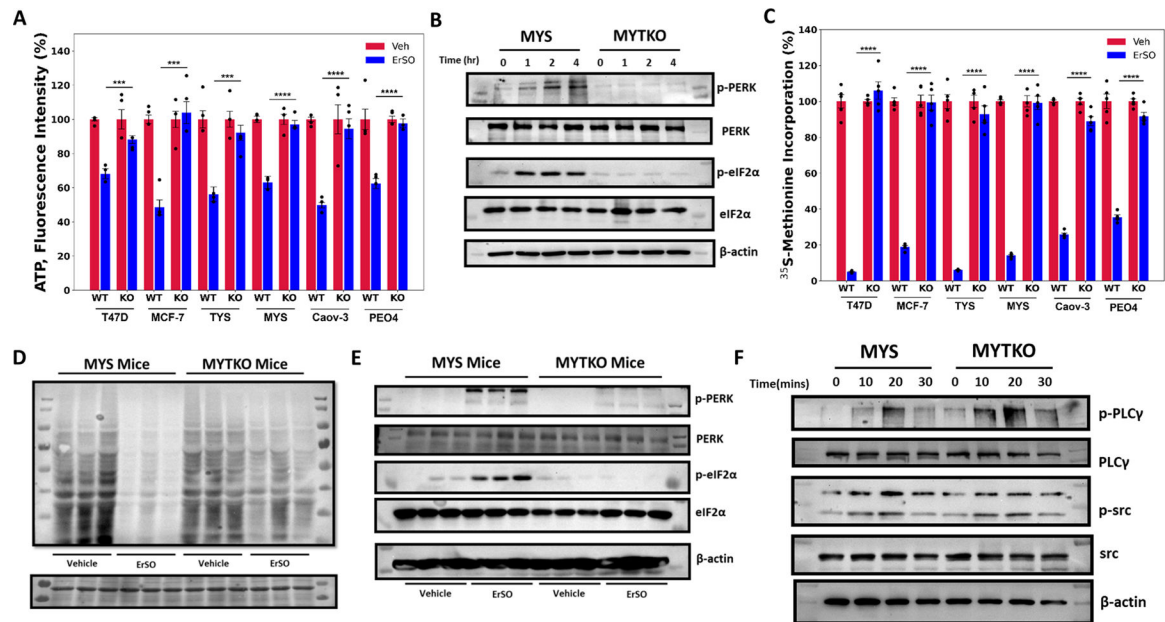 A
ATP, Fluorescence Intensity (%)
120
100
80
60
40
20
0
Veh
ErSO
*** *** *** **** **** ****
WT KO WT KO WT KO WT KO WT KO WT KO
T47D MCF-7 TYS MYS Caov-3 PEO4
B
MYS MYTKO
Time (hr) 0 1 2 4 0 1 2 4
p-PERK
PERK
p-eIF2α
eIF2α
β-actin
C
³⁵S-Methionine Incorporation (%)
140
120
100
80
60
40
20
0
Veh
ErSO
**** **** **** **** **** ****
WT KO WT KO WT KO WT KO WT KO WT KO
T47D MCF-7 TYS MYS Caov-3 PEO4
D
MYS Mice MYTKO Mice
Vehicle ErSO Vehicle ErSO
E
MYS Mice MYTKO Mice
p-PERK
PERK
p-eIF2α
eIF2α
β-actin
Vehicle ErSO Vehicle ErSO
F
MYS MYTKO
Time(mins) 0 10 20 30 0 10 20 30
p-PLCγ
PLCγ
p-src
src
β-actin